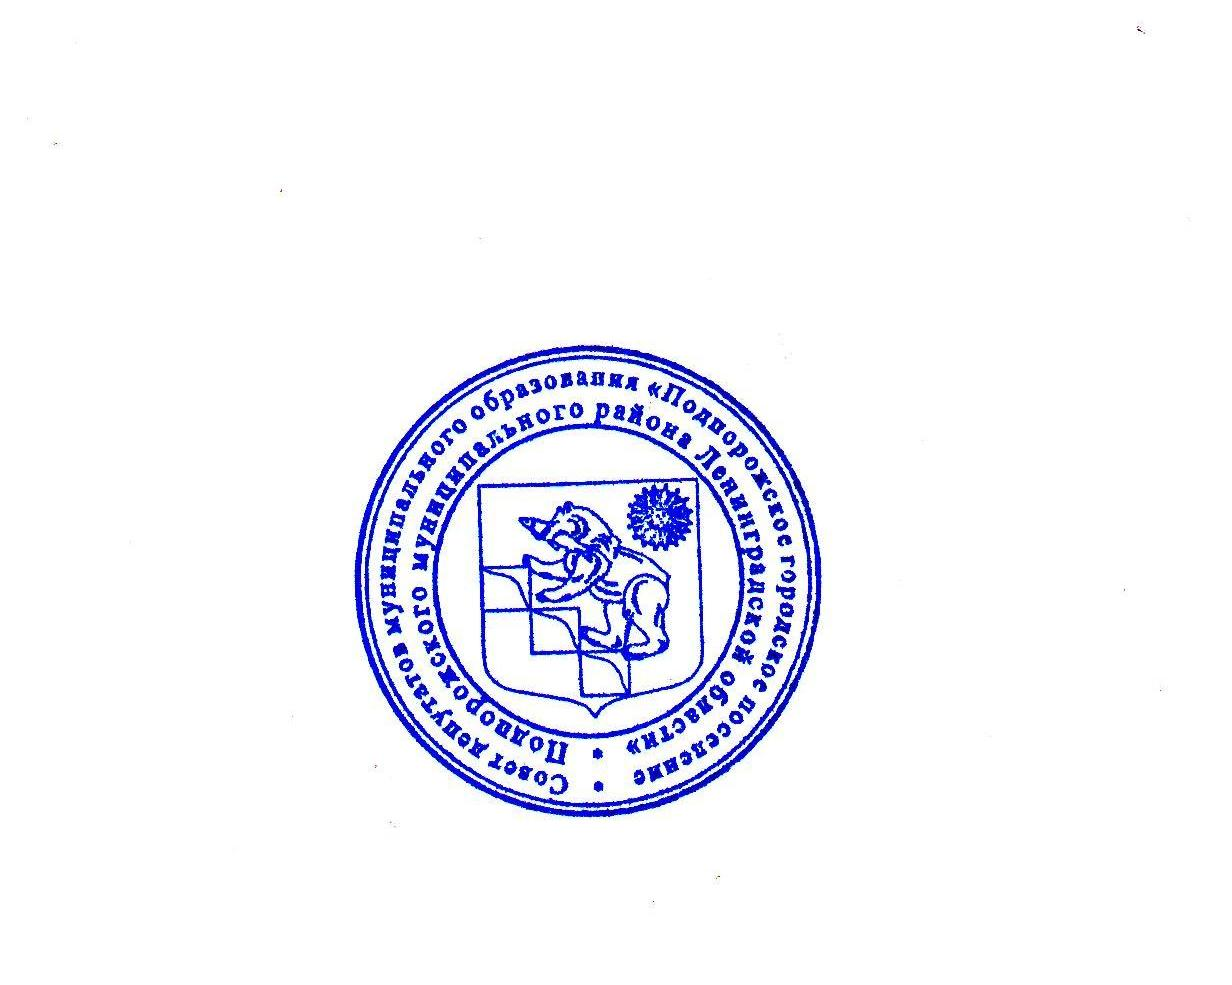 Совет депутатов муниципального образования «Подпорожское городское поселение
Подпорожского муниципального района Ленинградской области»